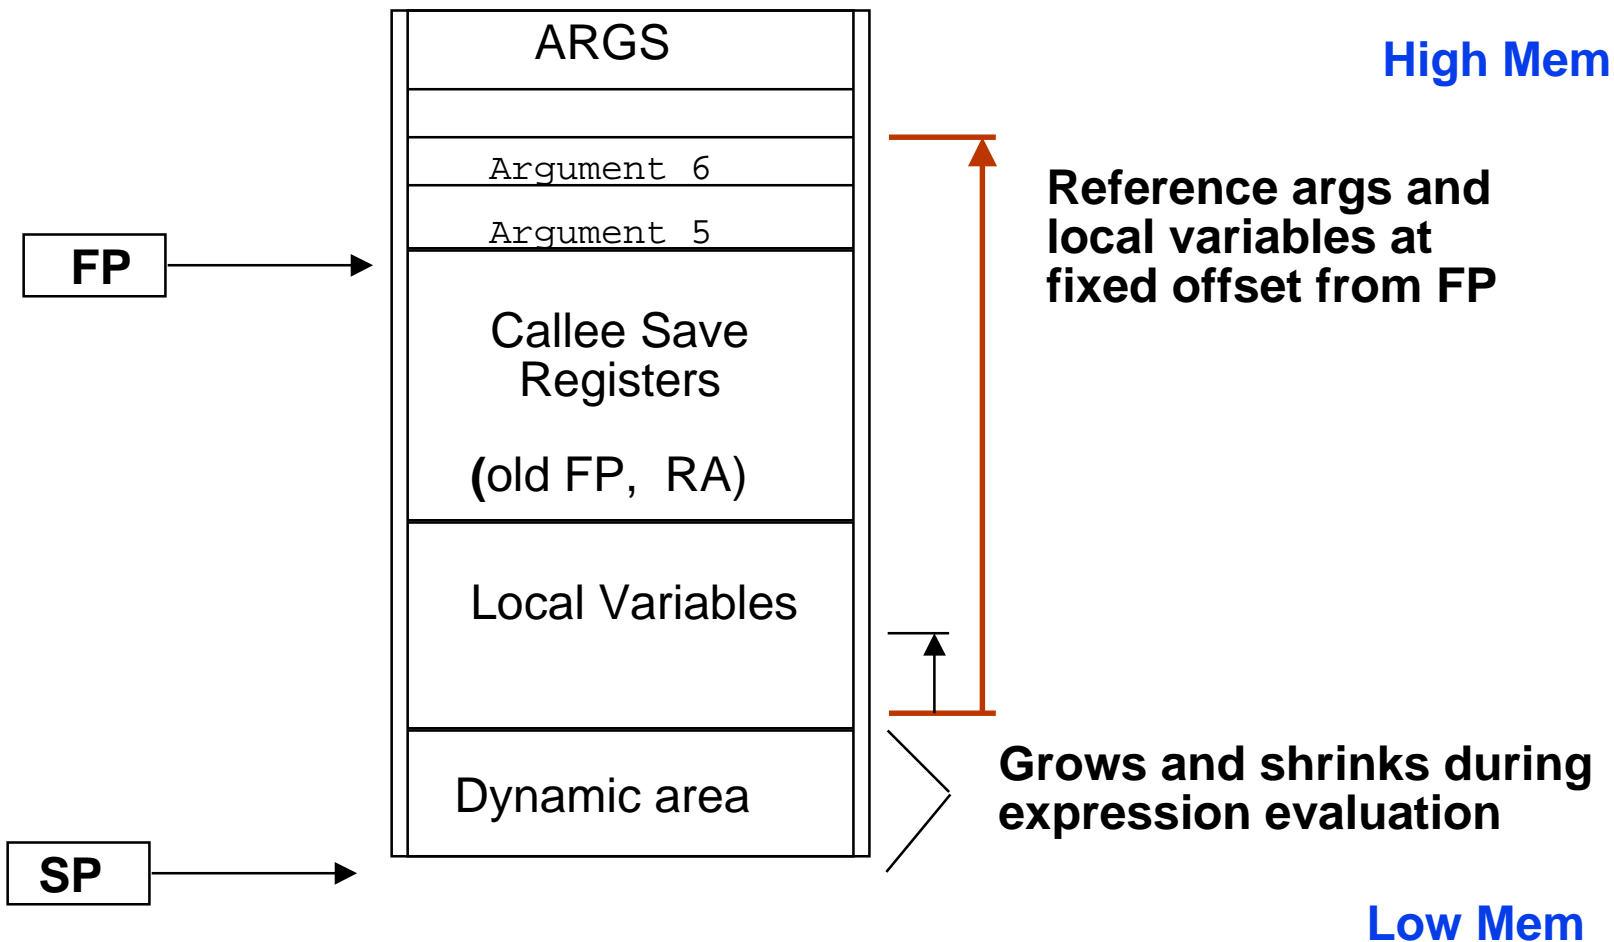 ARGS
High Mem
Argument 6
Argument 5
Reference args and
local variables at
fixed offset from FP
FP
Callee Save
Registers
(old FP, RA)
Local Variables
Dynamic area
Grows and shrinks during
expression evaluation
SP
Low Mem